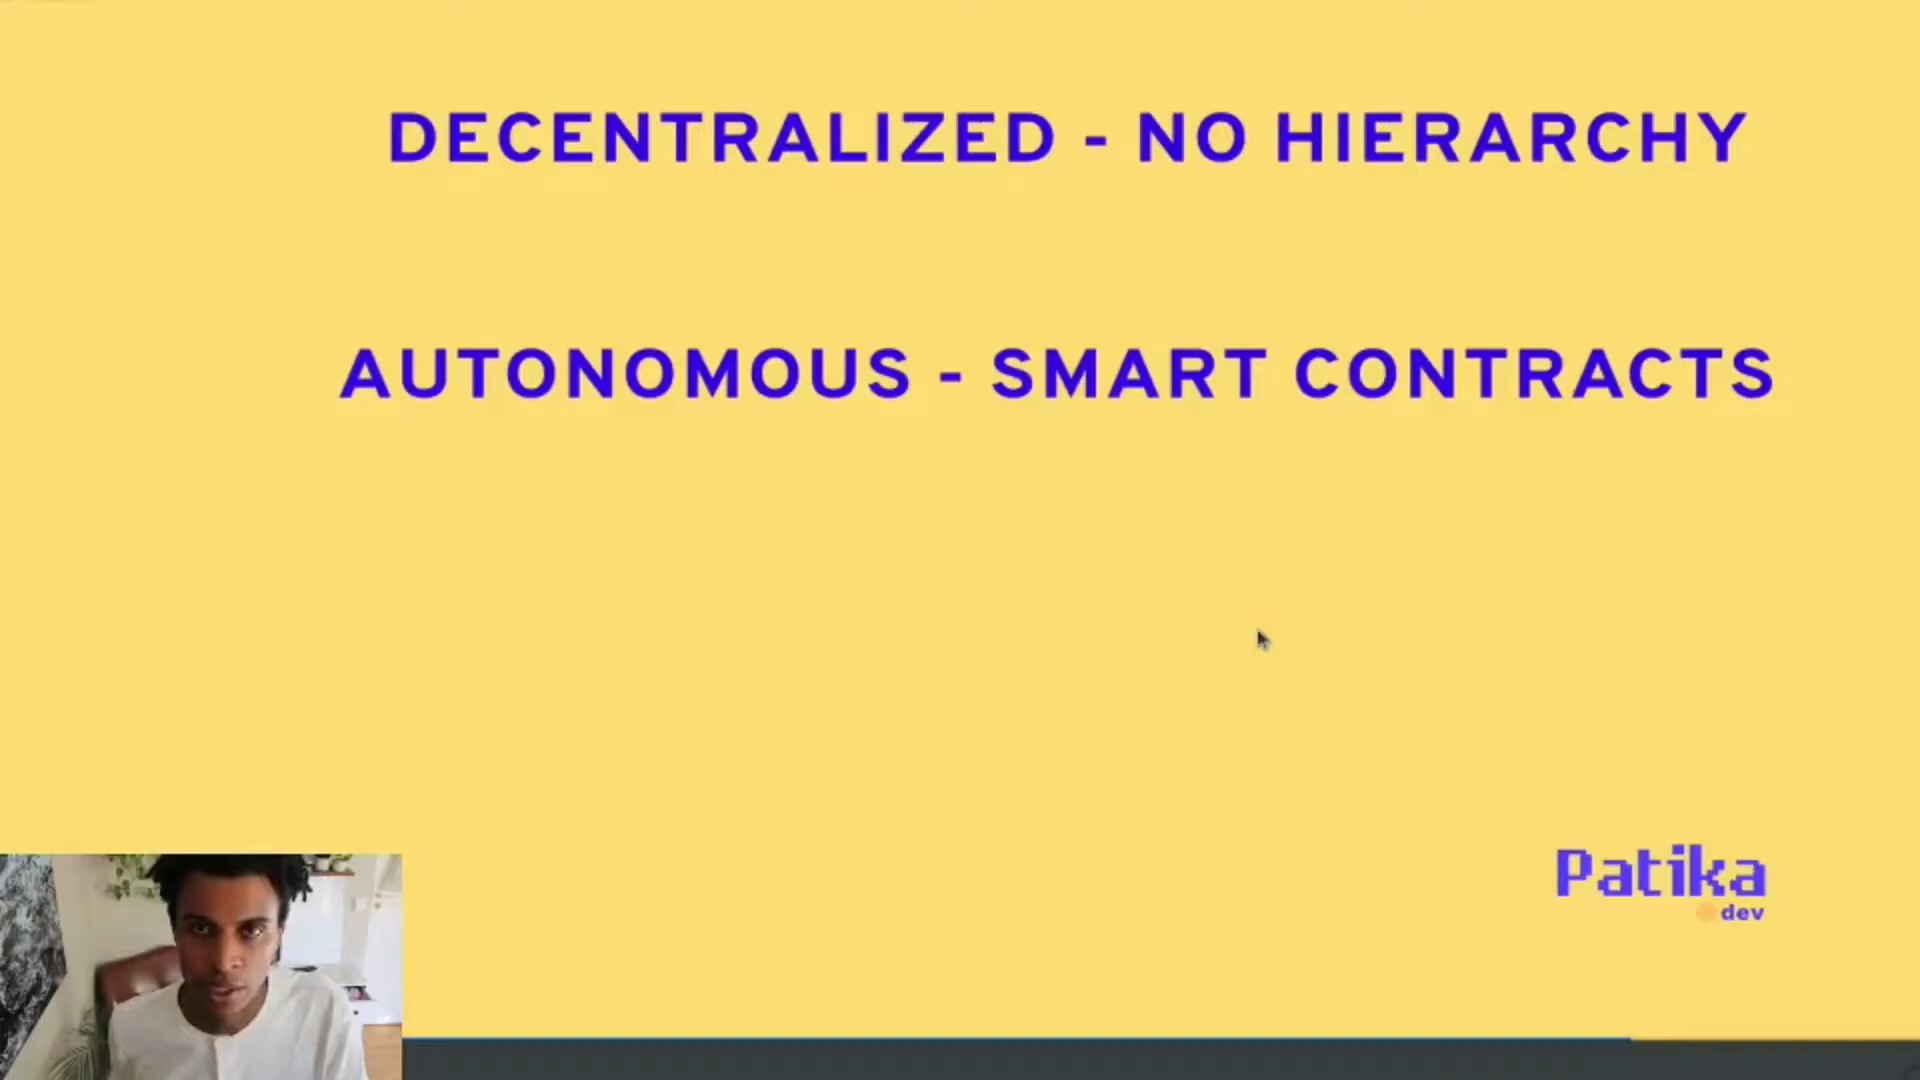 DECENTRALIZED - NO HIERARCHY
AUTONOMOUS - SMART CONTRACTS
Patika
dev